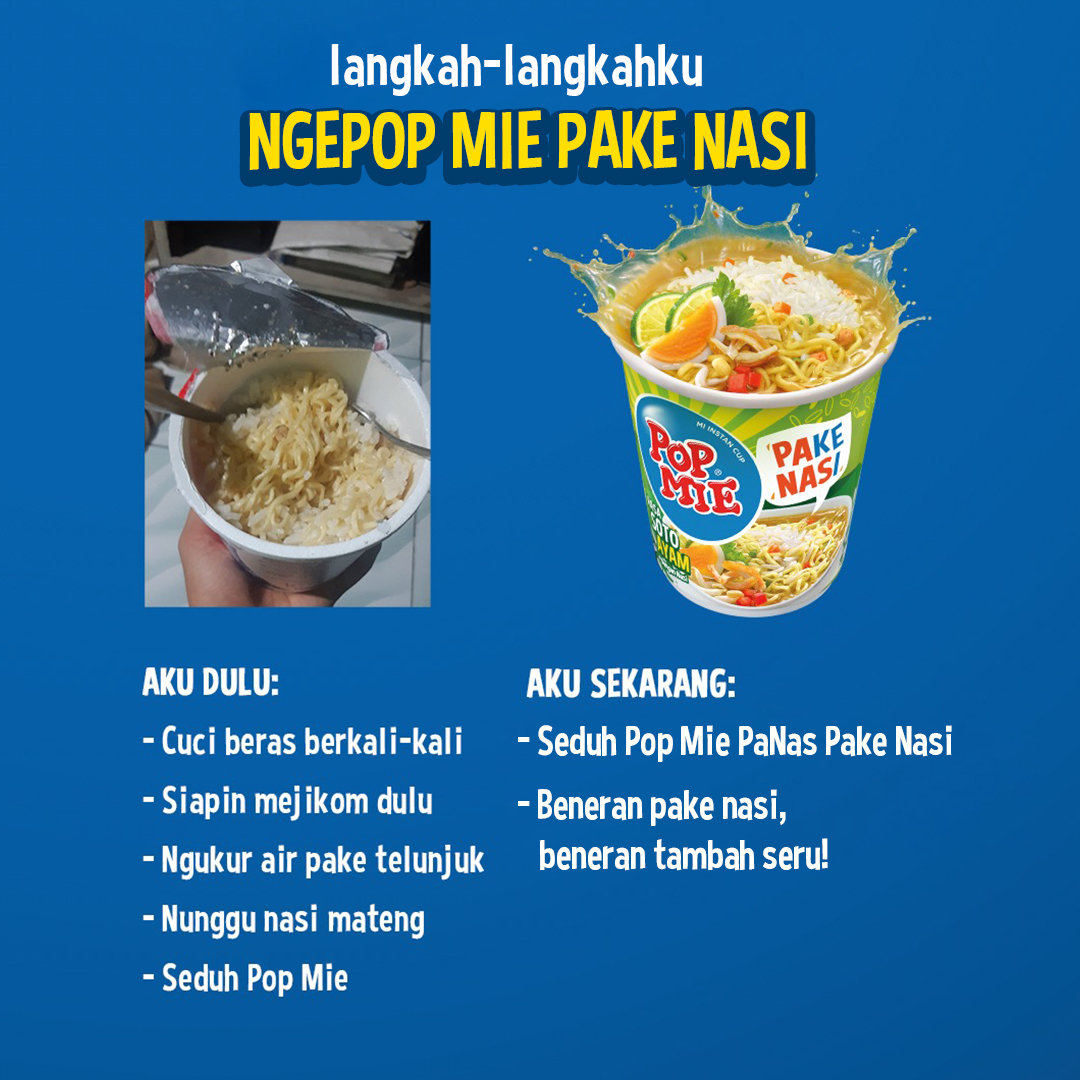 langkah-langkahku
NGEPOP MIE PAKE NASI
MI INSTAN CUP
POP
MIE
PAKE
NASI
SOTO
AYAM
AKU DULU:
- Cuci beras berkali-kali
- Siapin mejikom dulu
- Ngukur air pake telunjuk
- Nunggu nasi mateng
- Seduh Pop Mie
AKU SEKARANG:
- Seduh Pop Mie PaNas Pake Nasi
- Beneran pake nasi,
beneran tambah seru!